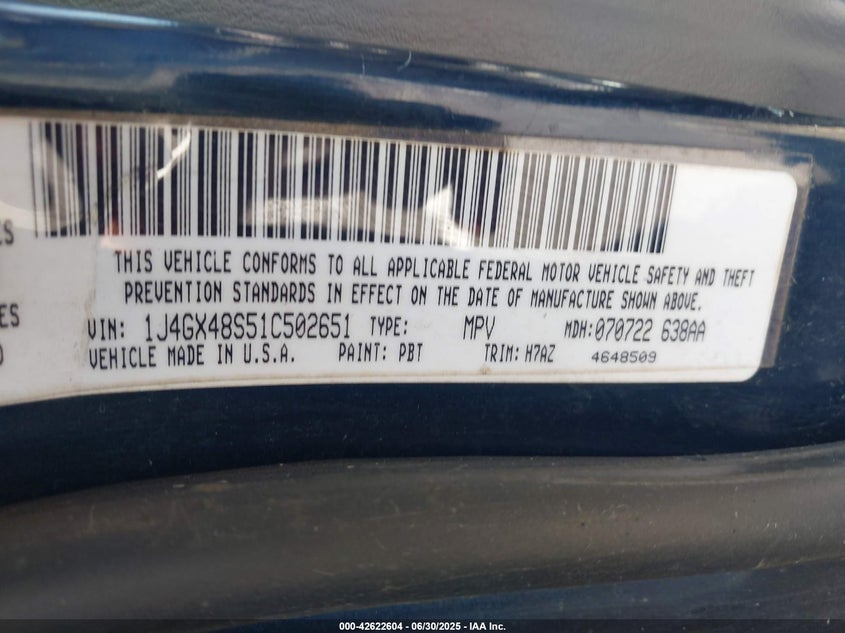 THIS VEHICLE CONFORMS TO ALL APPLICABLE FEDERAL MOTOR VEHICLE SAFETY AND THEFT
PREVENTION STANDARDS IN EFFECT ON THE DATE OF MANUFACTURE SHOWN ABOVE.
ES
VIN: 1J4GX48S51C502651 TYPE: MPV MDH:070722 638AA
VEHICLE MADE IN U.S.A. PAINT: PBT TRIM: H7AZ 4648509
000-42622604 - 06/30/2025 - IAA Inc.